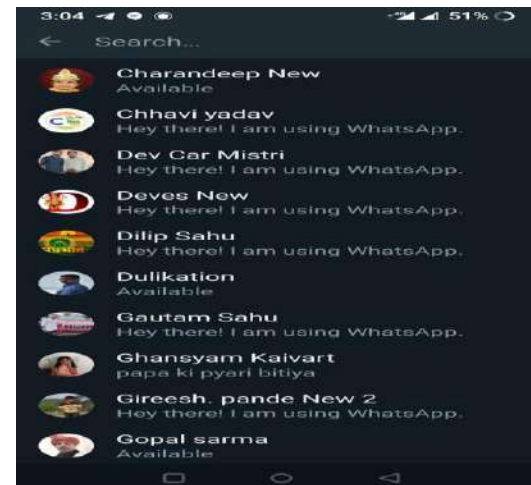 3:04 51%
Search...
Charandeep New
Available
Chhavi yadav
Hey there! I am using WhatsApp.
Dev Car Mistri
Hey there! I am using WhatsApp.
Deves New
Hey there! I am using WhatsApp.
Dilip Sahu
Hey there! I am using WhatsApp.
Dulikation
Available
Gautam Sahu
Hey there! I am using WhatsApp.
Ghansyam Kaivart
papa ki pyari bitiya
Gireesh. pande New 2
Hey there! I am using WhatsApp.
Gopal sarma
Available